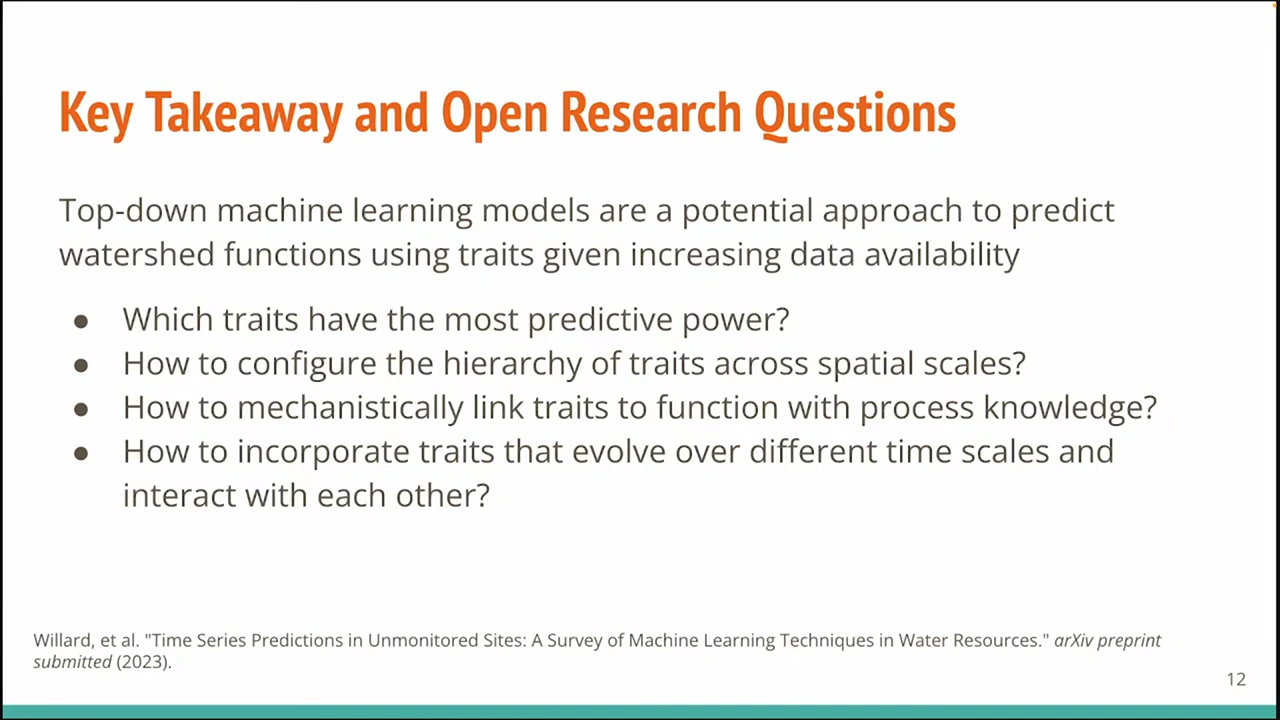 Key Takeaway and Open Research Questions
Top-down machine learning models are a potential approach to predict
watershed functions using traits given increasing data availability
● Which traits have the most predictive power?
● How to configure the hierarchy of traits across spatial scales?
● How to mechanistically link traits to function with process knowledge?
● How to incorporate traits that evolve over different time scales and
interact with each other?
Willard, et al. "Time Series Predictions in Unmonitored Sites: A Survey of Machine Learning Techniques in Water Resources." arXiv preprint
submitted (2023).
12